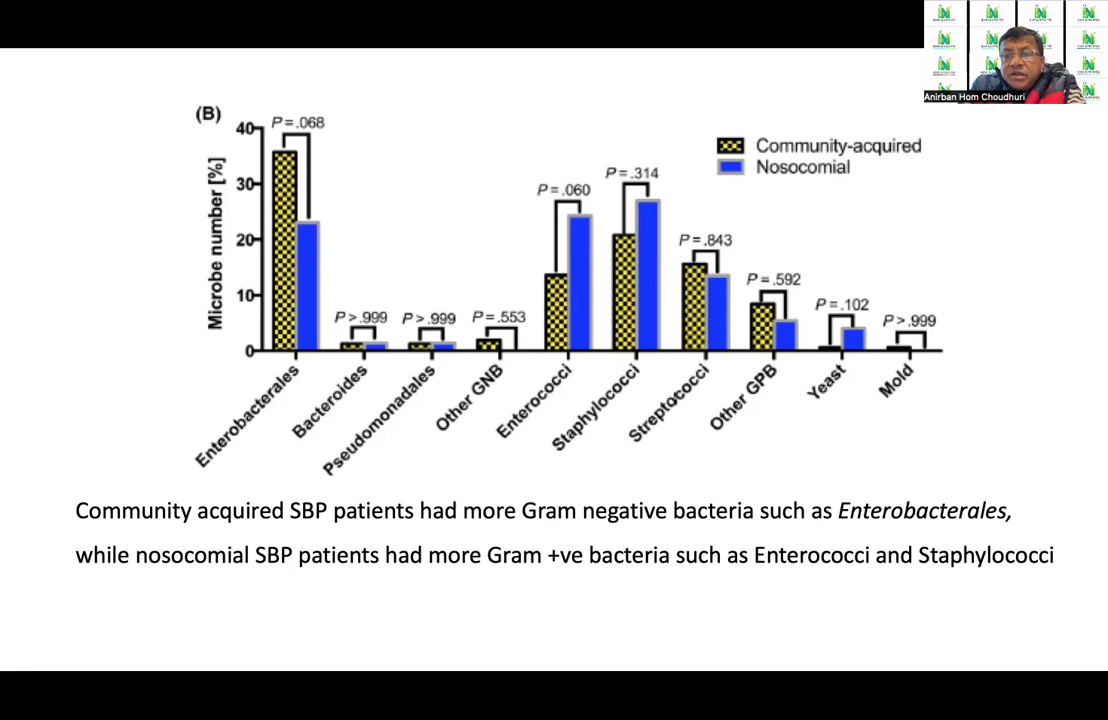 Anirban Hom Choudhuri
(B)
P=.068
40
30
20
10
0
Microbe number [%]
Community-acquired
Nosocomial
P>.999
P>.999
P=.553
P=.060
P=.314
P=.843
P=.592
P=.102
P>.999
Enterobacterales
Bacteroides
Pseudomonadales
Other GNB
Enterococci
Staphylococci
Streptococci
Other GPB
Yeast
Mold
Community acquired SBP patients had more Gram negative bacteria such as Enterobacterales,
while nosocomial SBP patients had more Gram +ve bacteria such as Enterococci and Staphylococci